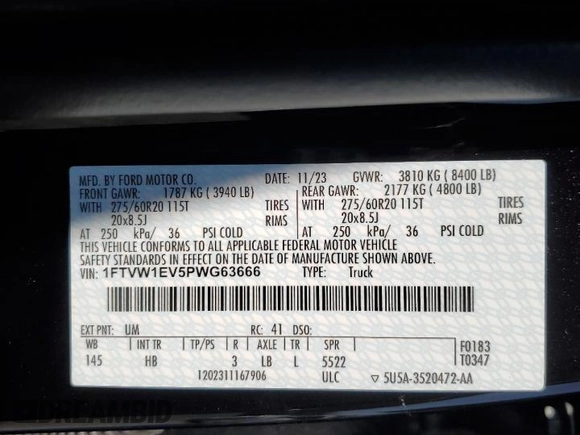 MFD. BY FORD MOTOR CO. DATE: 11/23 GVWR: 3810 KG ( 8400 LB)
FRONT GAWR: 1787 KG ( 3940 LB) REAR GAWR: 2177 KG ( 4800 LB)
WITH 275/60R20 115T TIRES WITH 275/60R20 115T TIRES
20x8.5J RIMS 20x8.5J RIMS
AT 250 kPa/ 36 PSI COLD AT 250 kPa/ 36 PSI COLD
THIS VEHICLE CONFORMS TO ALL APPLICABLE FEDERAL MOTOR VEHICLE
SAFETY STANDARDS IN EFFECT ON THE DATE OF MANUFACTURE SHOWN ABOVE.
VIN: 1FTVW1EV5PWG63666 TYPE: Truck
EXT PNT: UM RC: 41 DSO:
WB INT TR TP/PS R AXLE TR SPR F0183
145 HB 3 LB L 5522 T0347
1202311167906 ULC 5U5A-3520472-AA
DREAMBID